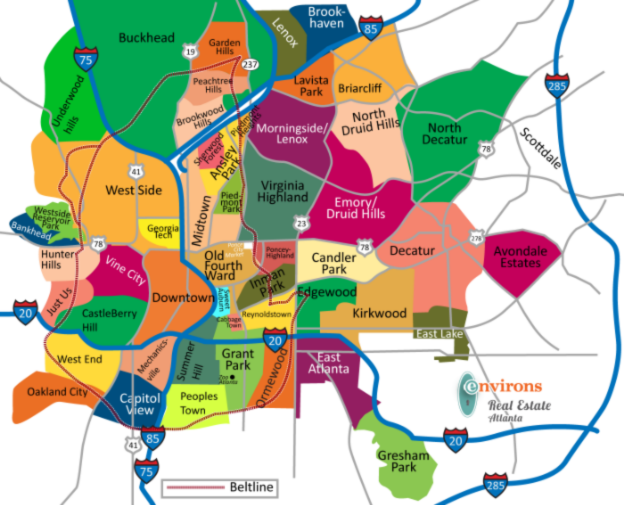 Brook-
haven
Lenox
85
Buckhead
Garden
Hills
19
237
75
285
Underwood
hills
Peachtree
Hills
Lavista
Park
Briarcliff
Brookwood
Hills
Piedmont
Heights
Morningside/
Lenox
North
Druid Hills
North
Decatur
78
Scottdale
Sherwood
Forest
Ansley
Park
41
West Side
Virginia
Highland
Pied-
mont
Park
Emory/
Druid Hills
Midtown
Westside
Reservoir
Park
Bankhead
Georgia
Tech
23
78
78
278
Hunter
Hills
Vine City
Old
Fourth
Ward
Poncey-
Highland
Candler
Park
Decatur
Avondale
Estates
Just Us
Downtown
Sweet
Auburn
Inman
Park
Edgewood
20
CastleBerry
Hill
Cabbage
Town
Reynoldstown
Kirkwood
East Lake
20
West End
Mechanics-
ville
Summer
Hill
Grant
Park
Zoo
Atlanta
Ormewood
East
Atlanta
Oakland City
Capitol
View
Peoples
Town
environs
Real Estate
Atlanta
41
85
20
Gresham
Park
75
285
Beltline